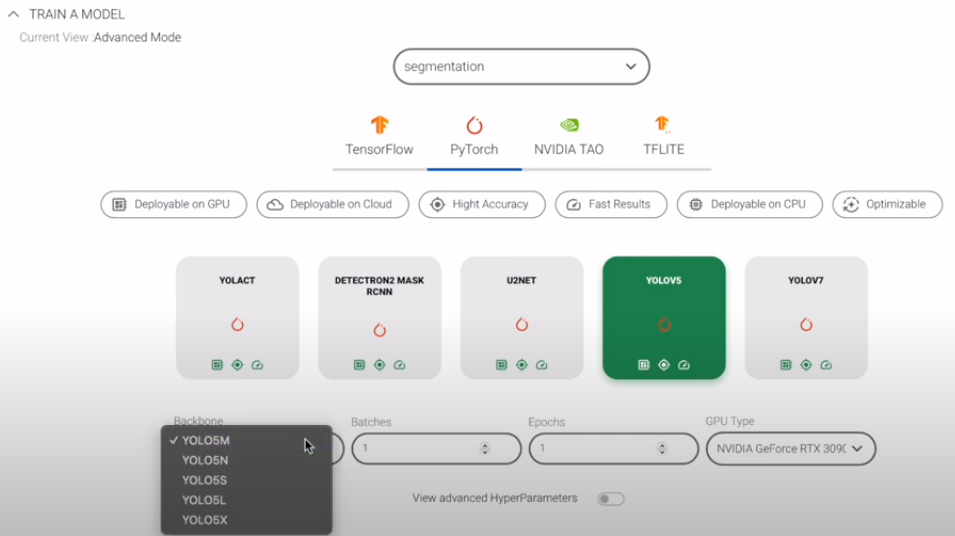 TRAIN A MODEL
Current View :Advanced Mode
segmentation
TensorFlow
PyTorch
NVIDIA TAO
TFLITE
Deployable on GPU
Deployable on Cloud
Hight Accuracy
Fast Results
Deployable on CPU
Optimizable
YOLACT
DETECTRON2 MASK
RCNN
U2NET
YOLOV5
YOLOV7
Backbone
Batches
Epochs
GPU Type
✓ YOLO5M
YOLO5N
YOLO5S
YOLO5L
YOLO5X
1
1
NVIDIA GeForce RTX 309
View advanced HyperParameters